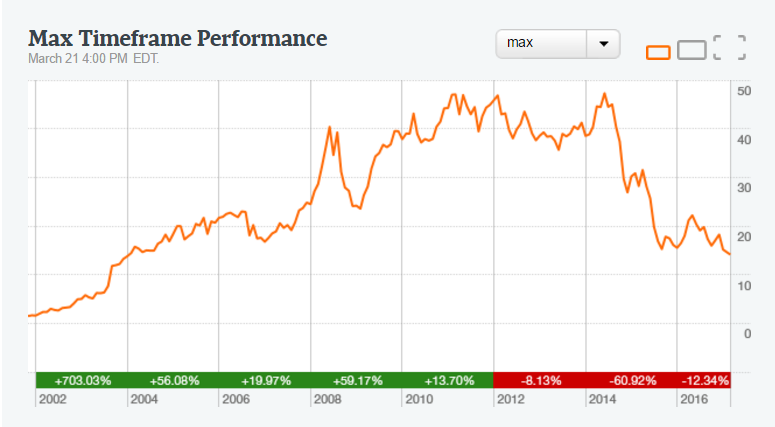 Max Timeframe Performance
March 21 4:00 PM EDT.
max
50
40
30
20
10
0
+703.03% +56.08% +19.97% +59.17% +13.70% -8.13% -60.92% -12.34%
2002 2004 2006 2008 2010 2012 2014 2016